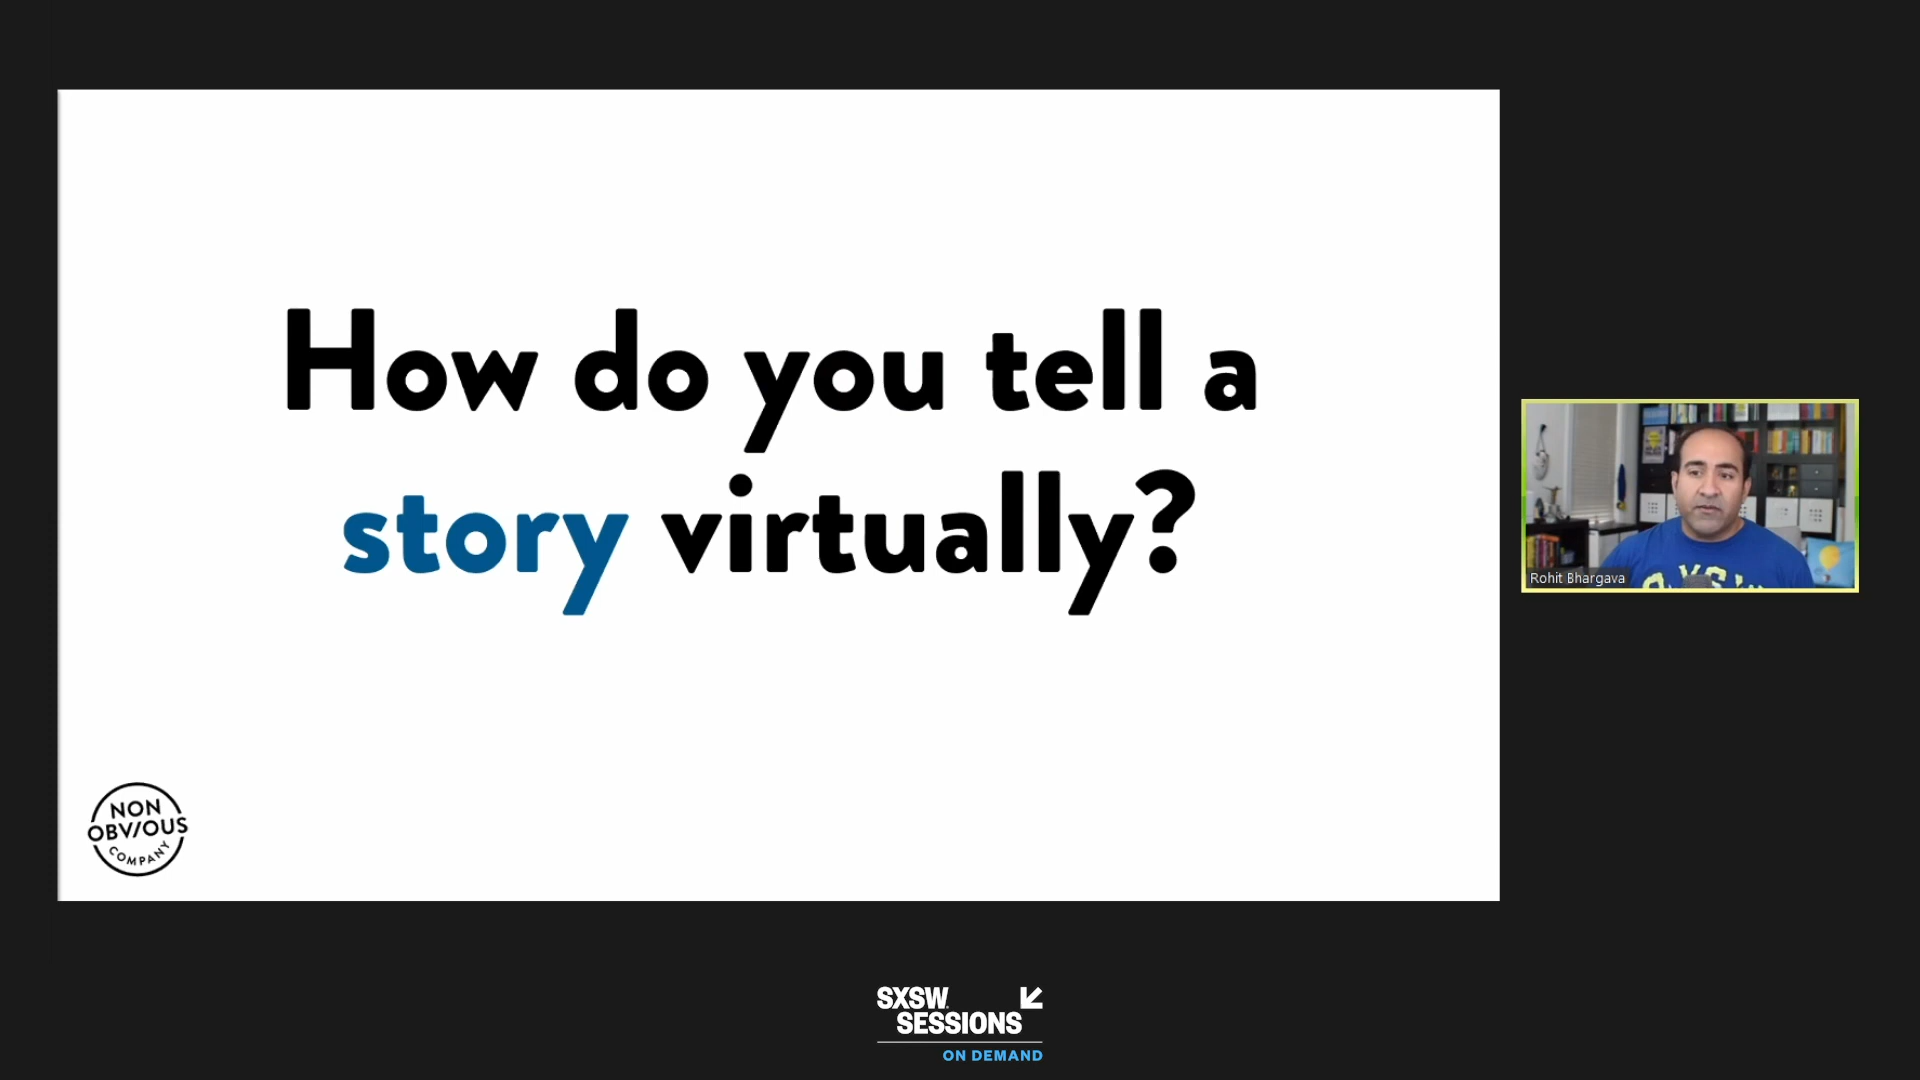 How do you tell a
story virtually?
NON
OBV/OUS
COMPANY
Rohit Bhargava
SXSW
SESSIONS
ON DEMAND